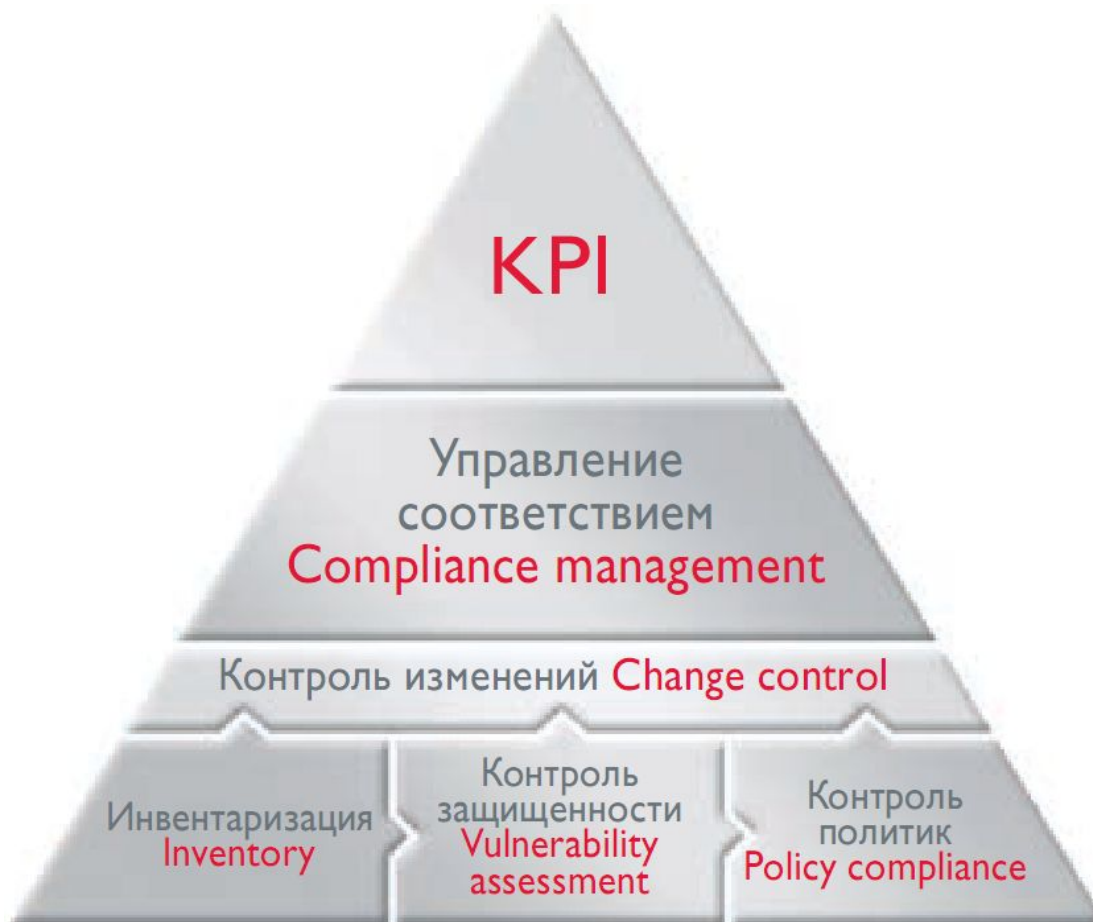 KPI
Управление
соответствием
Compliance management
Контроль изменений Change control
Инвентаризация
Inventory
Контроль
защищенности
Vulnerability
assessment
Контроль
политик
Policy compliance